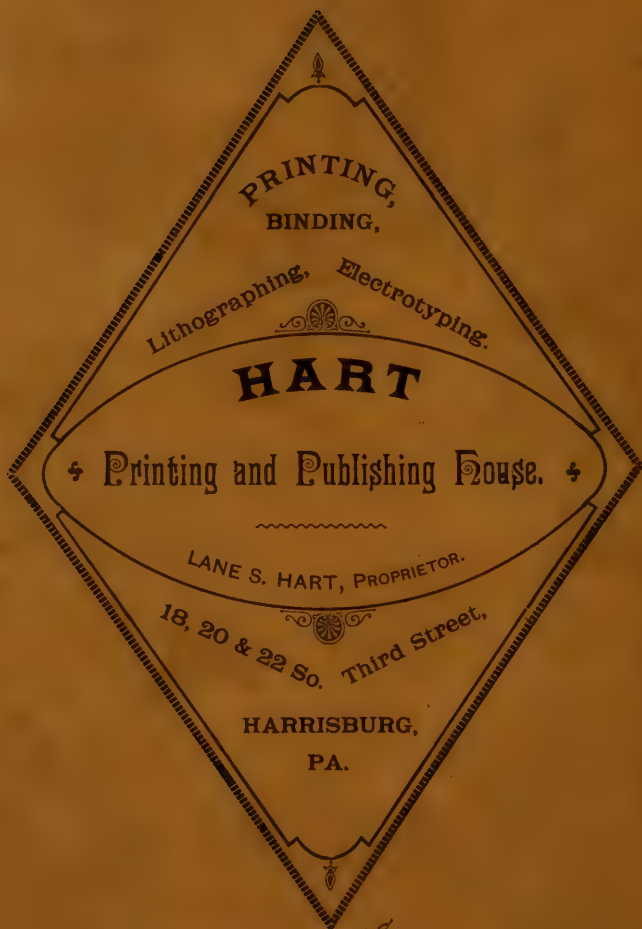 PRINTING,
BINDING,
Lithographing, Electrotyping.
HART
Printing and Publishing House.
LANE S. HART, PROPRIETOR.
18, 20 & 22 So. Third Street,
HARRISBURG,
PA.